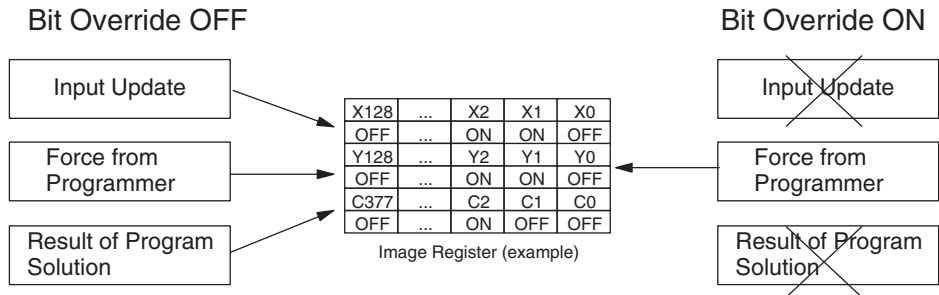 Bit Override OFF
Bit Override ON
Input Update
Force from
Programmer
Result of Program
Solution
X128 ... X2 X1 X0
OFF ... ON ON OFF
Y128 ... Y2 Y1 Y0
OFF ... ON ON OFF
C377 ... C2 C1 C0
OFF ... ON OFF OFF
Image Register (example)
Input Update
Force from
Programmer
Result of Program
Solution